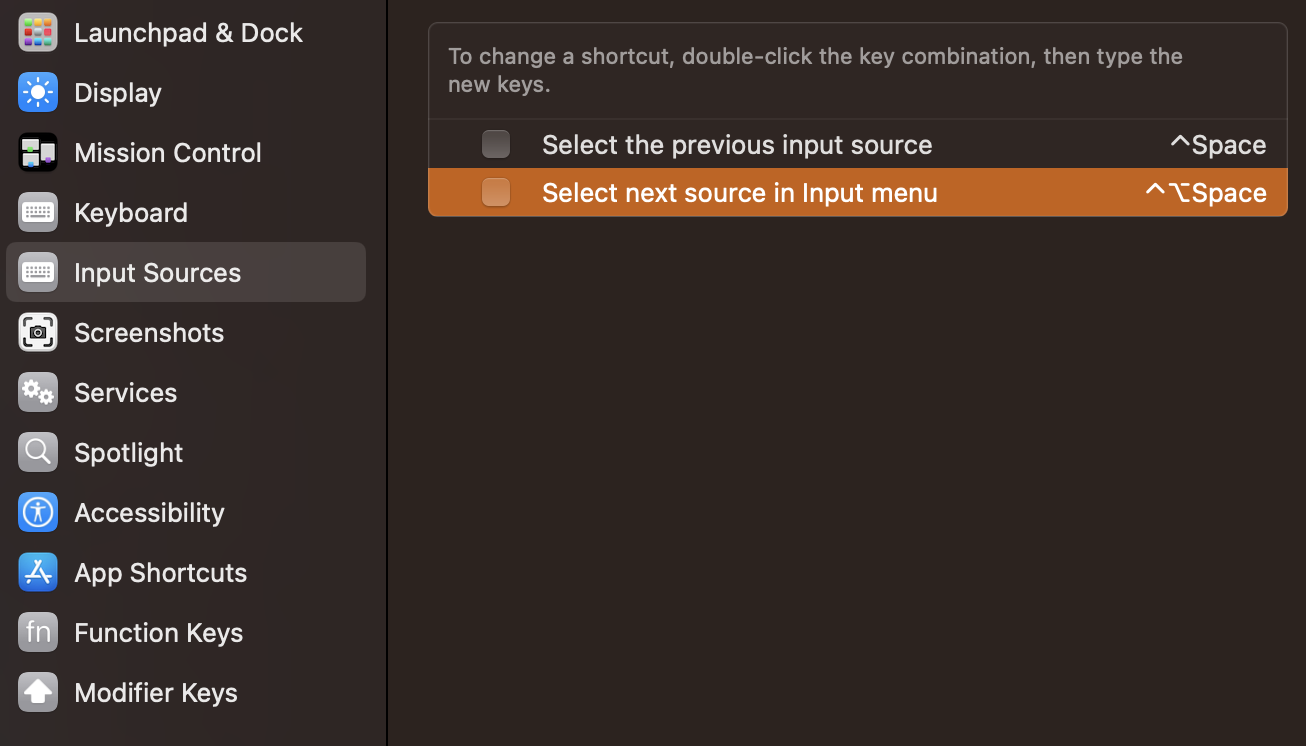 Launchpad & Dock
Display
Mission Control
Keyboard
Input Sources
Screenshots
Services
Spotlight
Accessibility
App Shortcuts
fn Function Keys
Modifier Keys
To change a shortcut, double-click the key combination, then type the
new keys.
Select the previous input source ^Space
Select next source in Input menu ^⌥Space